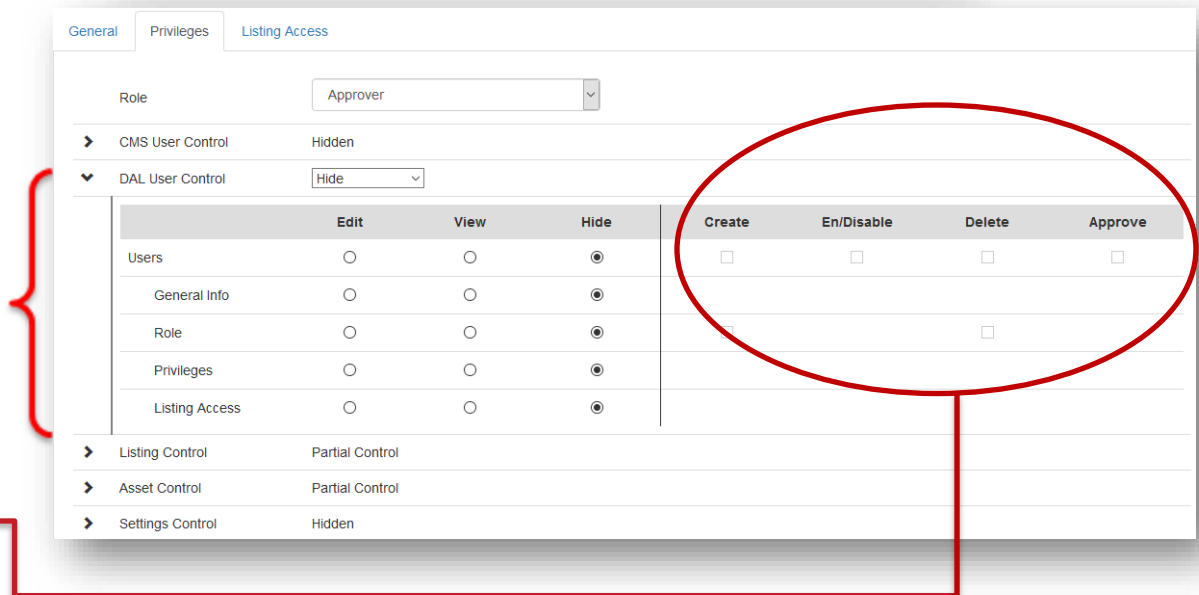 General Privileges Listing Access
Role Approver
CMS User Control Hidden
DAL User Control Hide
Edit View Hide Create En/Disable Delete Approve
Users
General Info
Role
Privileges
Listing Access
Listing Control Partial Control
Asset Control Partial Control
Settings Control Hidden